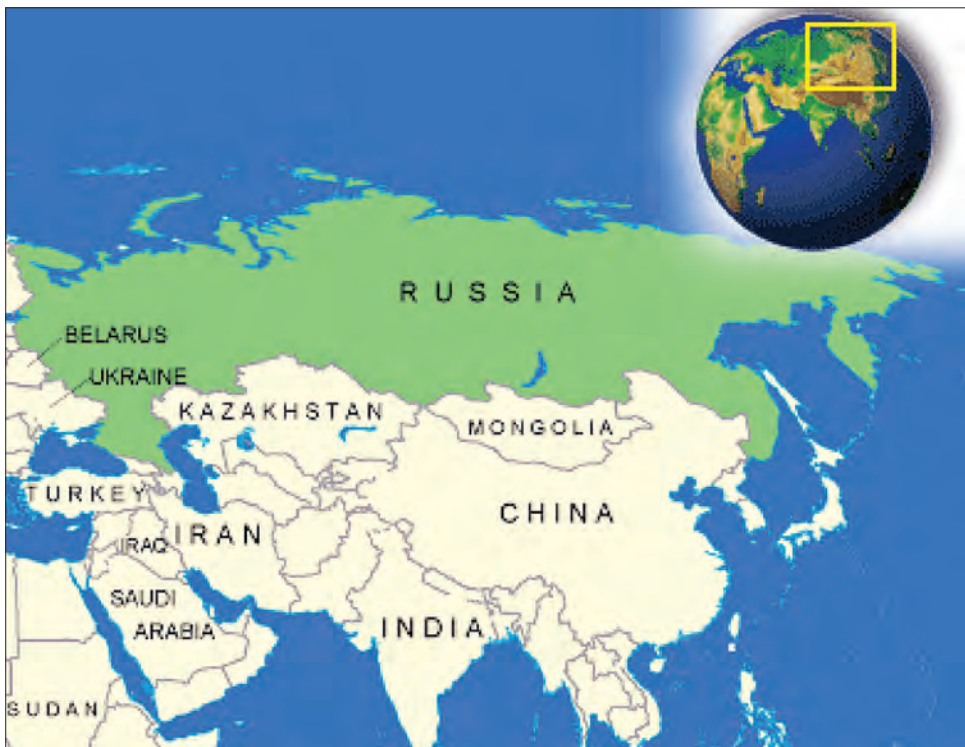 RUSSIA
BELARUS
UKRAINE
KAZAKHSTAN
MONGOLIA
TURKEY
CHINA
IRAN
IRAQ
SAUDI
ARABIA
INDIA
SUDAN